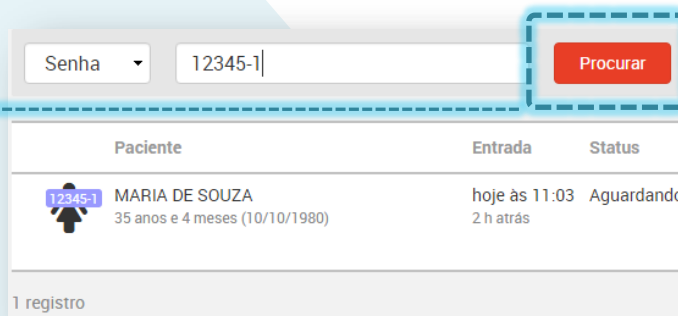 Senha 12345-1 Procurar
Paciente Entrada Status
12345-1 MARIA DE SOUZA hoje às 11:03 Aguardando
35 anos e 4 meses (10/10/1980) 2 h atrás
1 registro